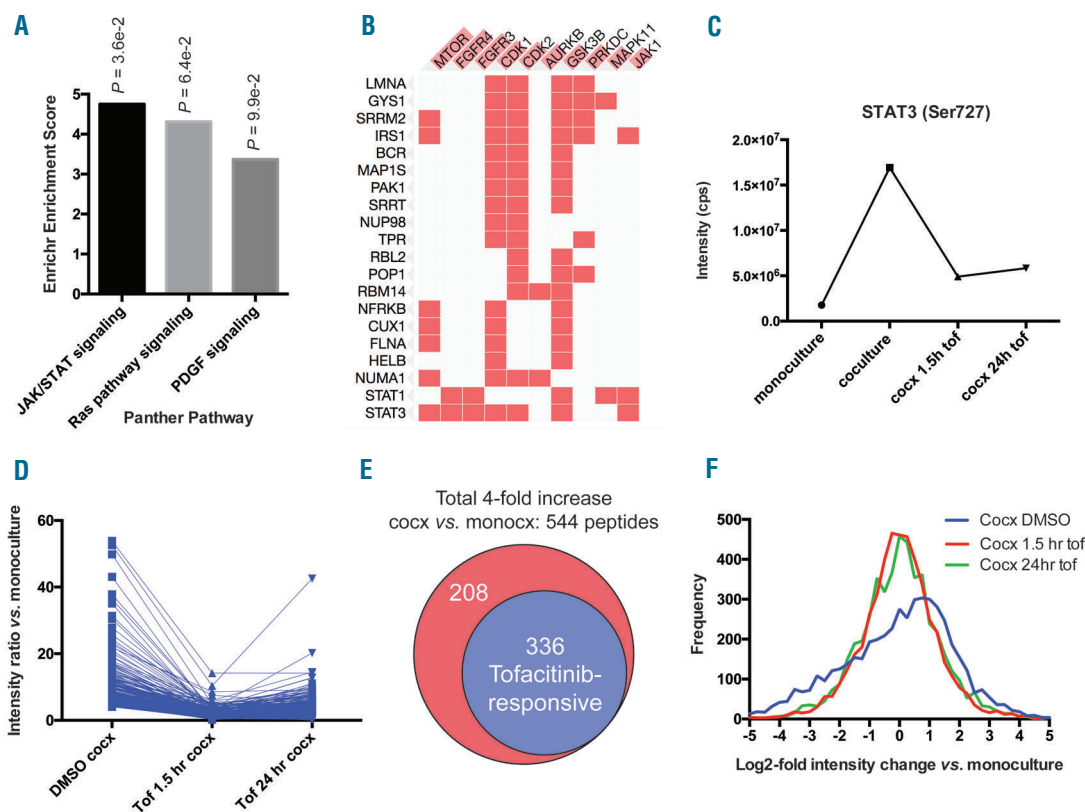 A
Enrichr Enrichment Score
5
4
3
2
1
0
P = 3.6e-2
P = 6.4e-2
P = 9.9e-2
JAK/STAT signaling
Ras pathway signaling
PDGF signaling
Panther Pathway
B
MTOR
FGFR4
FGFR3
CDK1
CDK2
AURKB
GSK3B
PRKDC
MAPK11
JAK1
LMNA
GYS1
SRRM2
IRS1
BCR
MAP1S
PAK1
SRRT
NUP98
TPR
RBL2
POP1
RBM14
NFRKB
CUX1
FLNA
HELB
NUMA1
STAT1
STAT3
C
STAT3 (Ser727)
Intensity (cps)
2.0×10⁷
1.5×10⁷
1.0×10⁷
5.0×10⁶
0.0
monoculture
coculture
cocx 1.5h tof
cocx 24h tof
D
Intensity ratio vs. monoculture
60
40
20
0
DMSO cocx
Tof 1.5 hr cocx
Tof 24 hr cocx
E
Total 4-fold increase
cocx vs. monocx: 544 peptides
208
336
Tofacitinib-
responsive
F
Cocx DMSO
Cocx 1.5 hr tof
Cocx 24hr tof
Frequency
500
400
300
200
100
0
-5 -4 -3 -2 -1 0 1 2 3 4 5
Log2-fold intensity change vs. monoculture